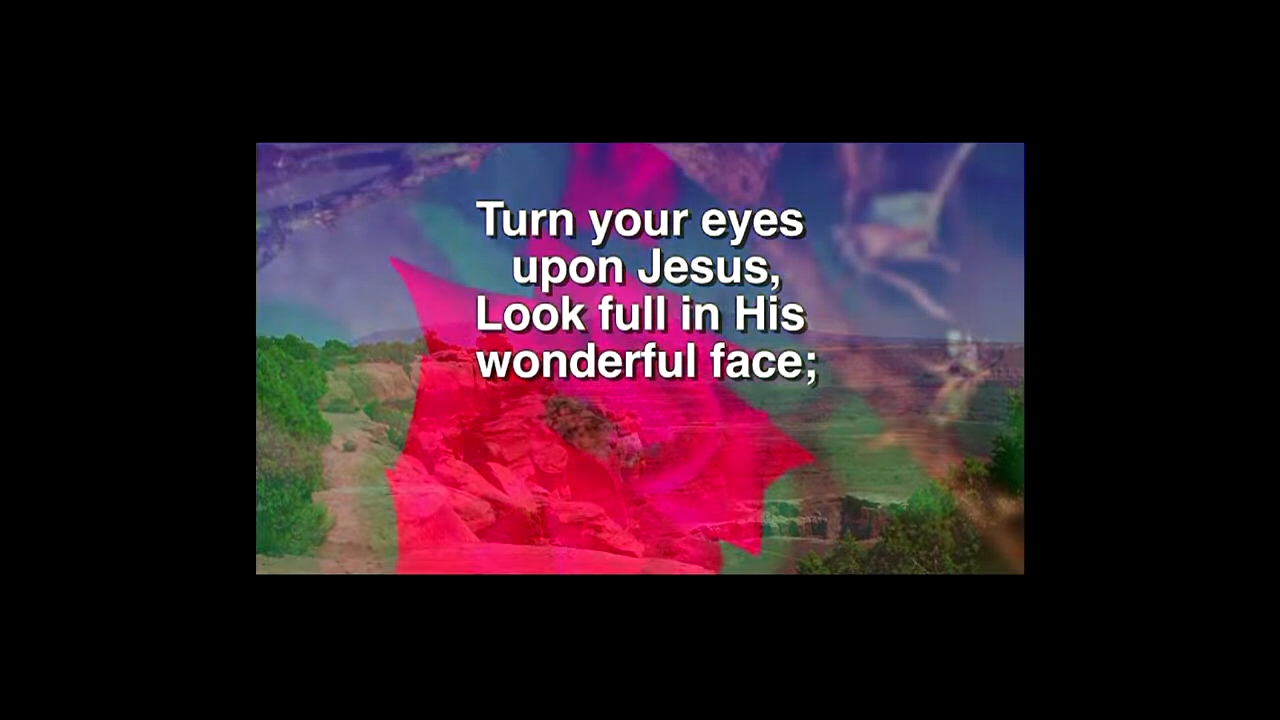 Turn your eyes
upon Jesus,
Look full in His
wonderful face;